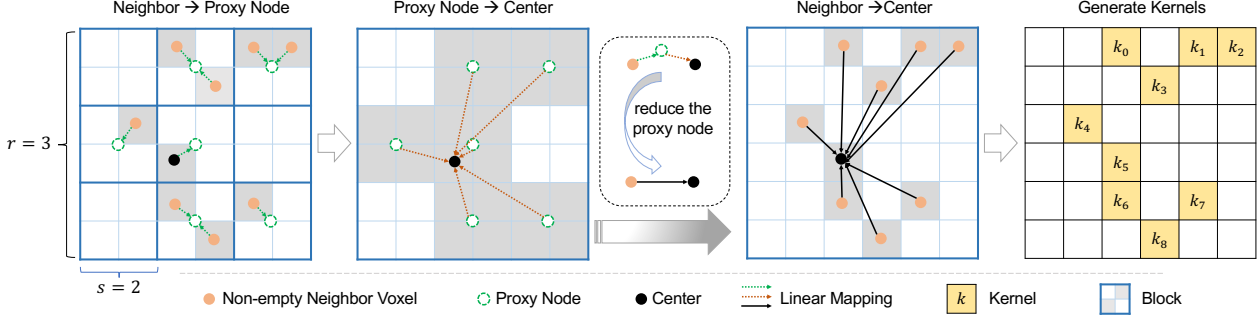 Neighbor → Proxy Node
Proxy Node → Center
Neighbor →Center
Generate Kernels
r = 3
s = 2
reduce the
proxy node
k0 k1 k2
k3
k4
k5
k6 k7
k8
Non-empty Neighbor Voxel
Proxy Node
Center
Linear Mapping
k Kernel
Block